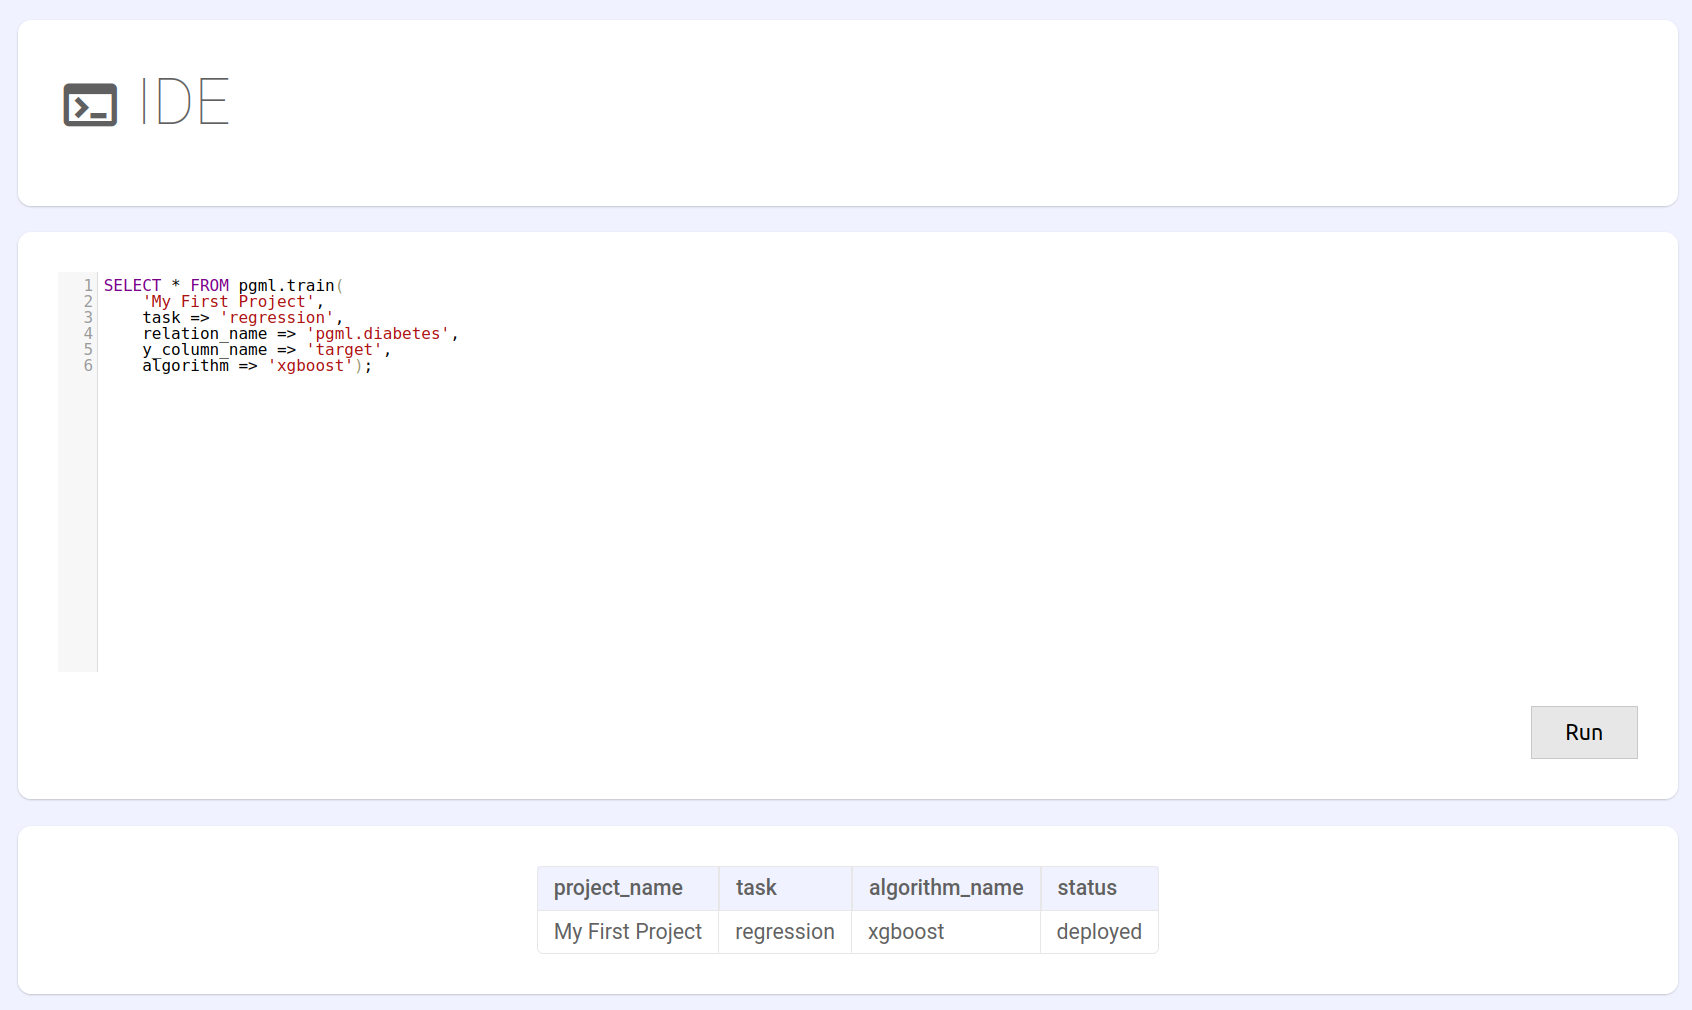 IDE
1 SELECT * FROM pgml.train(
2     'My First Project',
3     task => 'regression',
4     relation_name => 'pgml.diabetes',
5     y_column_name => 'target',
6     algorithm => 'xgboost');
Run
project_name task algorithm_name status
My First Project regression xgboost deployed